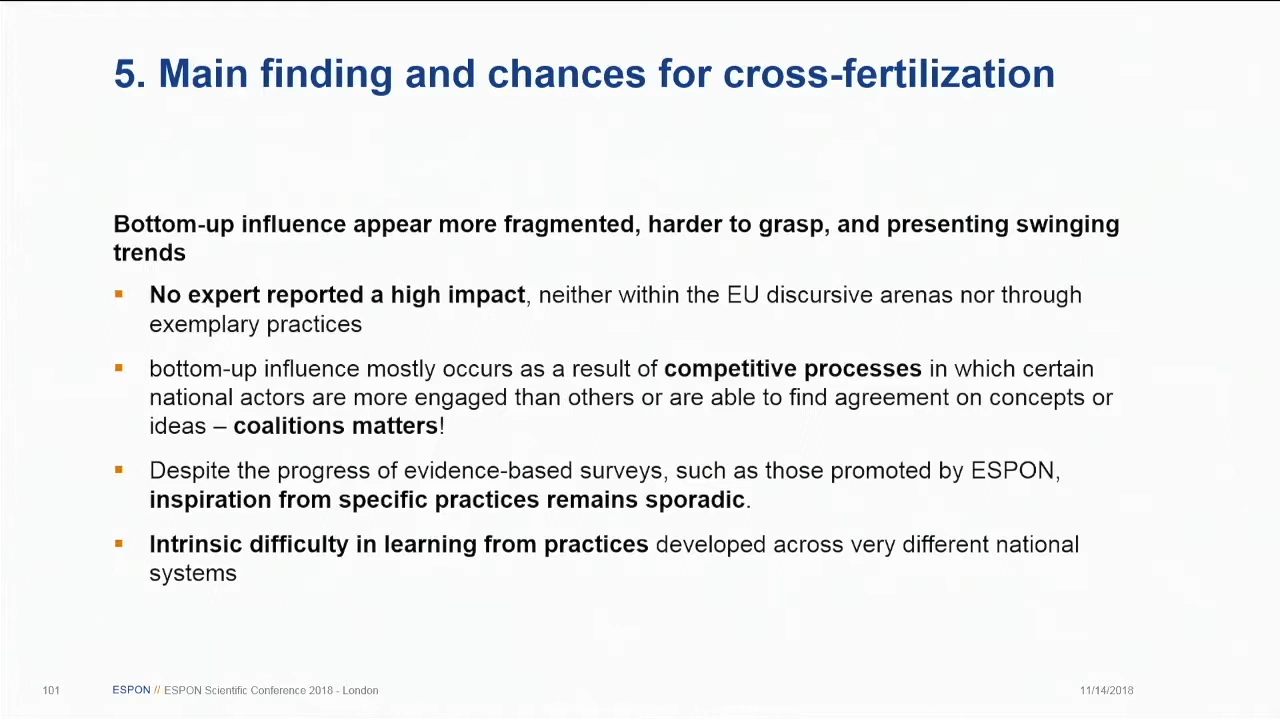 5. Main finding and chances for cross-fertilization
Bottom-up influence appear more fragmented, harder to grasp, and presenting swinging
trends
▪ No expert reported a high impact, neither within the EU discursive arenas nor through
exemplary practices
▪ bottom-up influence mostly occurs as a result of competitive processes in which certain
national actors are more engaged than others or are able to find agreement on concepts or
ideas – coalitions matters!
▪ Despite the progress of evidence-based surveys, such as those promoted by ESPON,
inspiration from specific practices remains sporadic.
▪ Intrinsic difficulty in learning from practices developed across very different national
systems
101 ESPON // ESPON Scientific Conference 2018 - London 11/14/2018